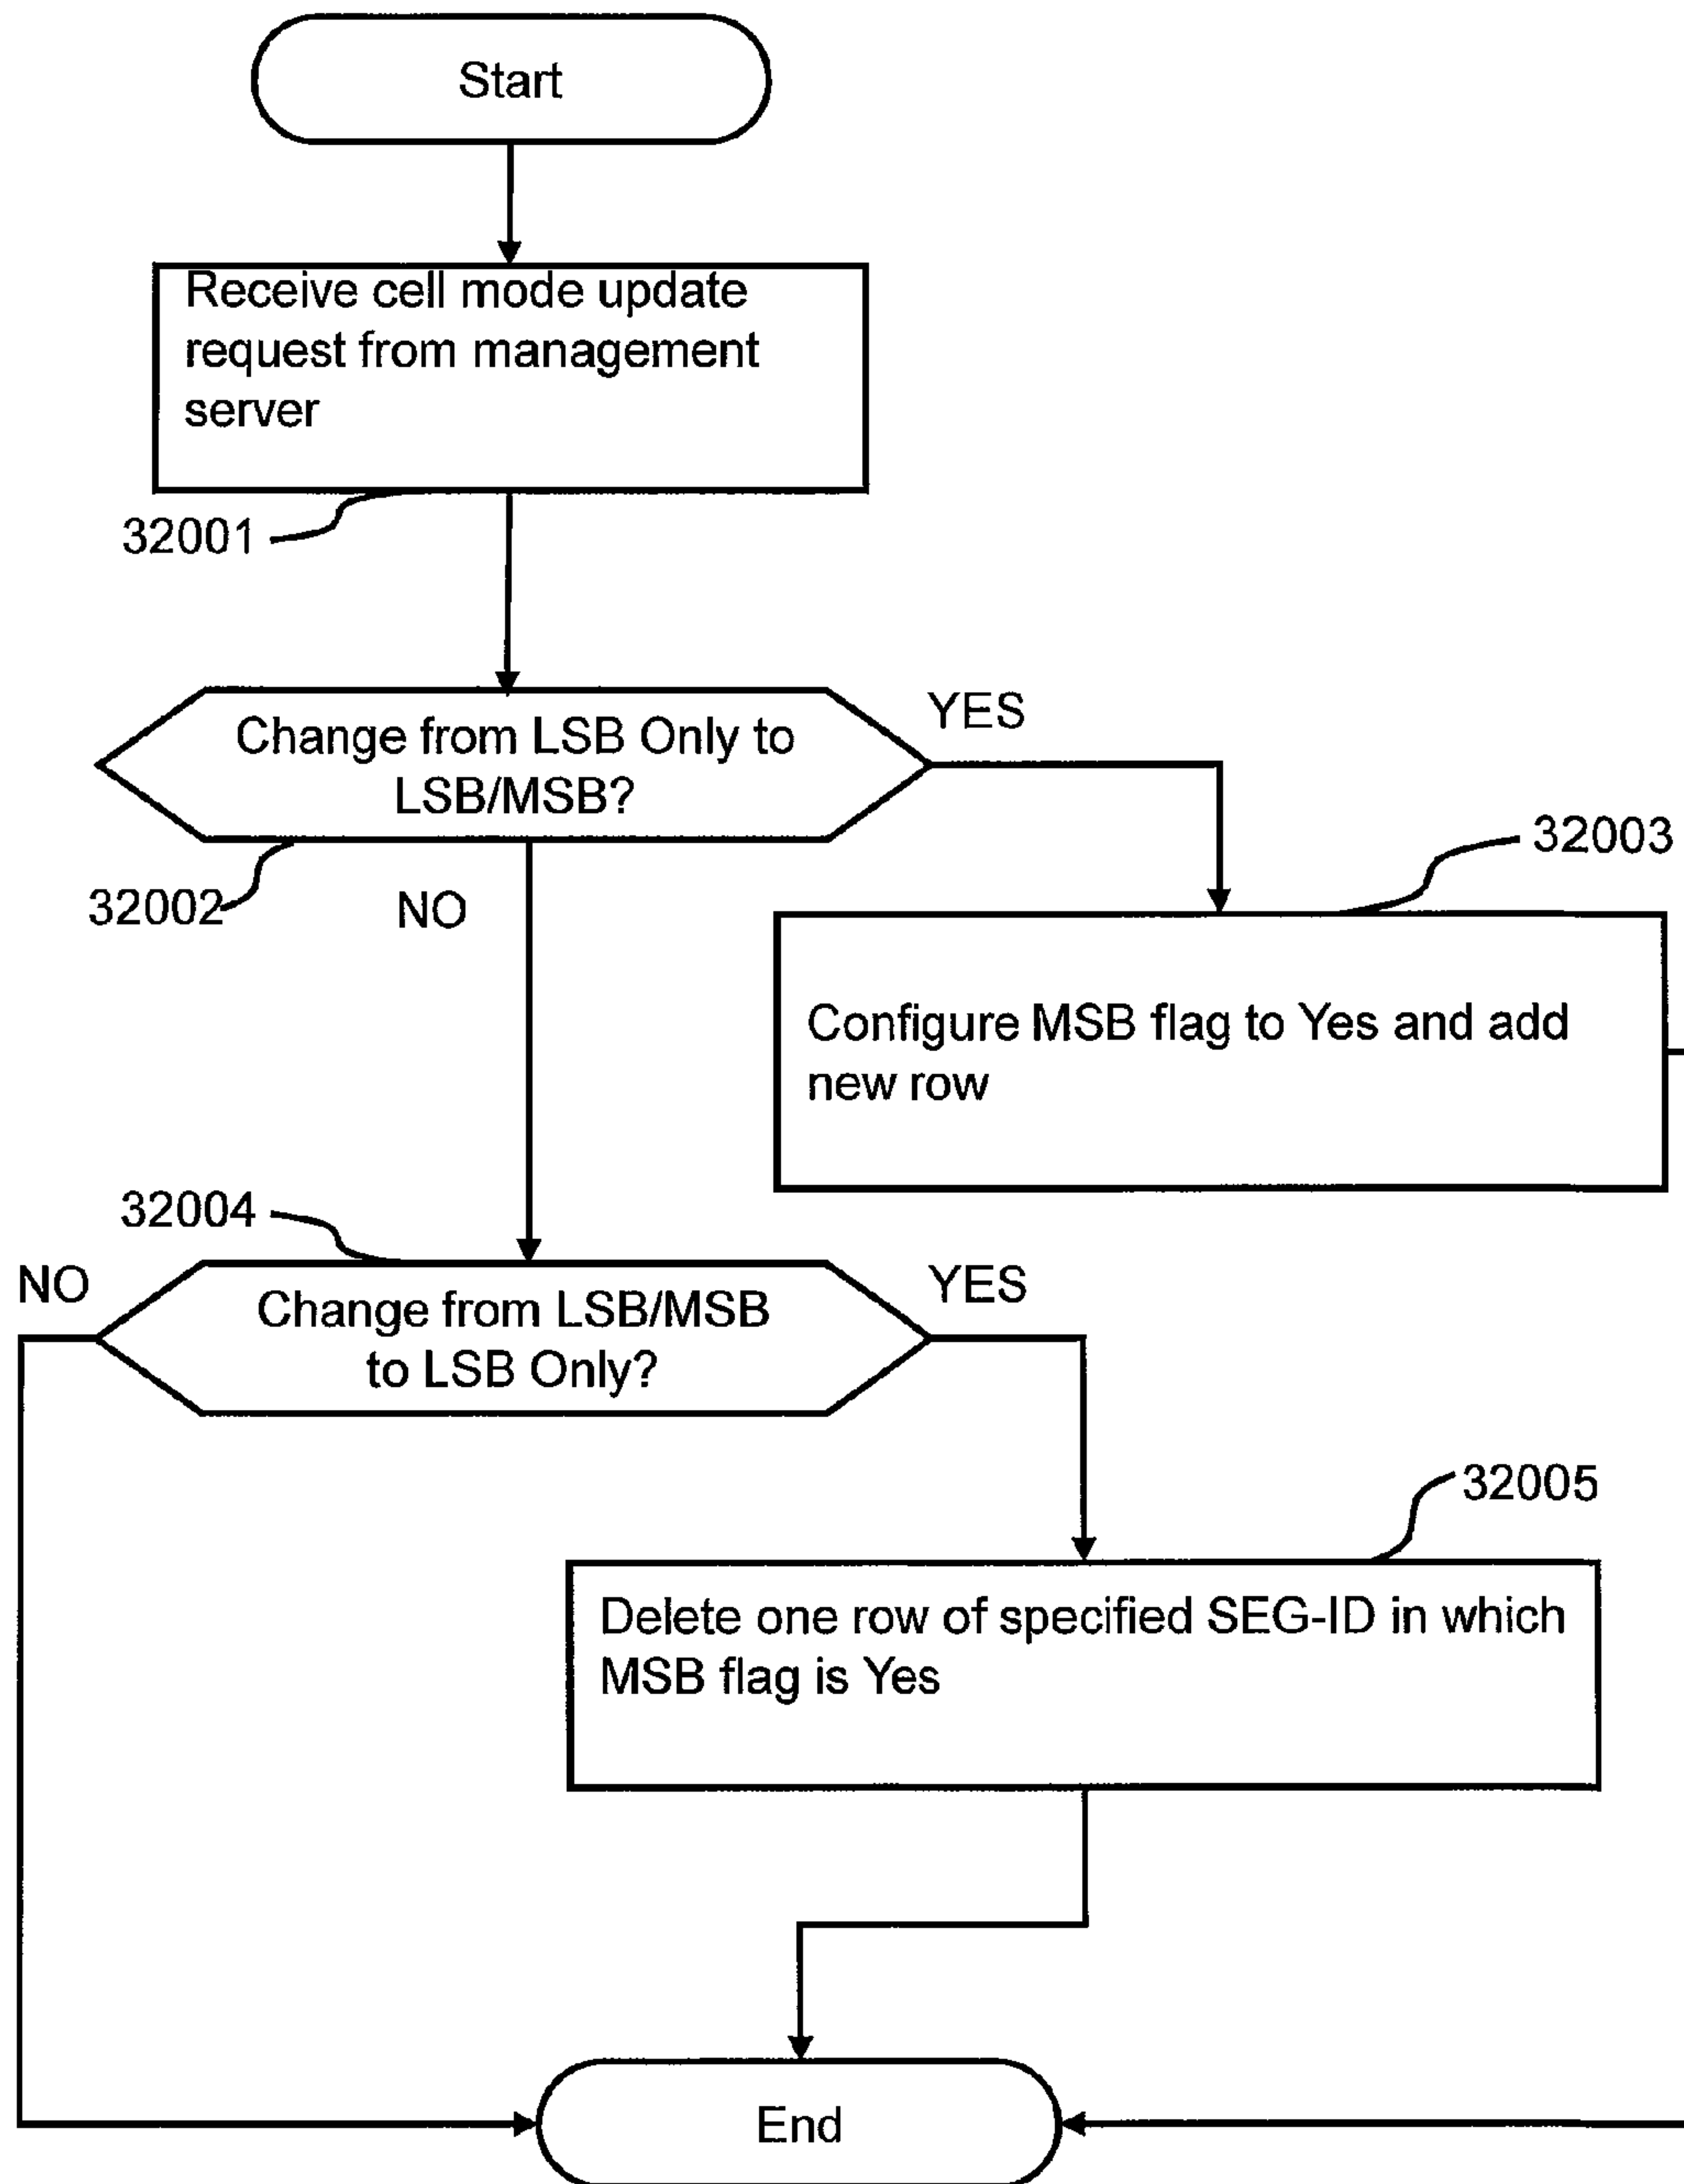 Start
Receive cell mode update
request from management
server
32001
Change from LSB Only to
LSB/MSB?
YES
32002
NO
32003
Configure MSB flag to Yes and add
new row
32004
NO
Change from LSB/MSB
to LSB Only?
YES
32005
Delete one row of specified SEG-ID in which
MSB flag is Yes
End